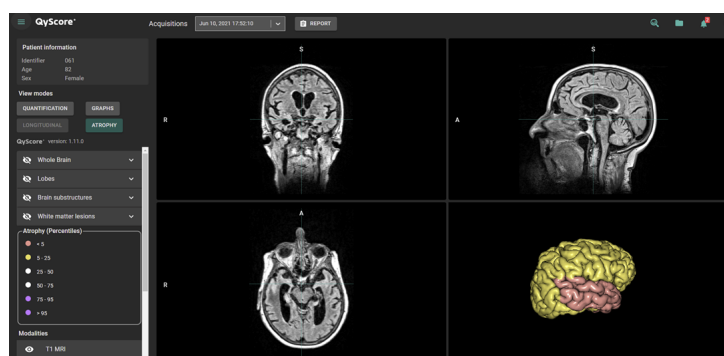 QyScore®
Acquisitions
Jun 10, 2021 17:52:10
REPORT
2
Patient information
Identifier 061
Age 82
Sex Female
View modes
QUANTIFICATION GRAPHS
LONGITUDINAL ATROPHY
QyScore® version: 1.11.0
Whole Brain
Lobes
Brain substructures
White matter lesions
Atrophy (Percentiles)
< 5
5 - 25
25 - 50
50 - 75
75 - 95
> 95
Modalities
T1 MRI
S
R
S
A
A
R